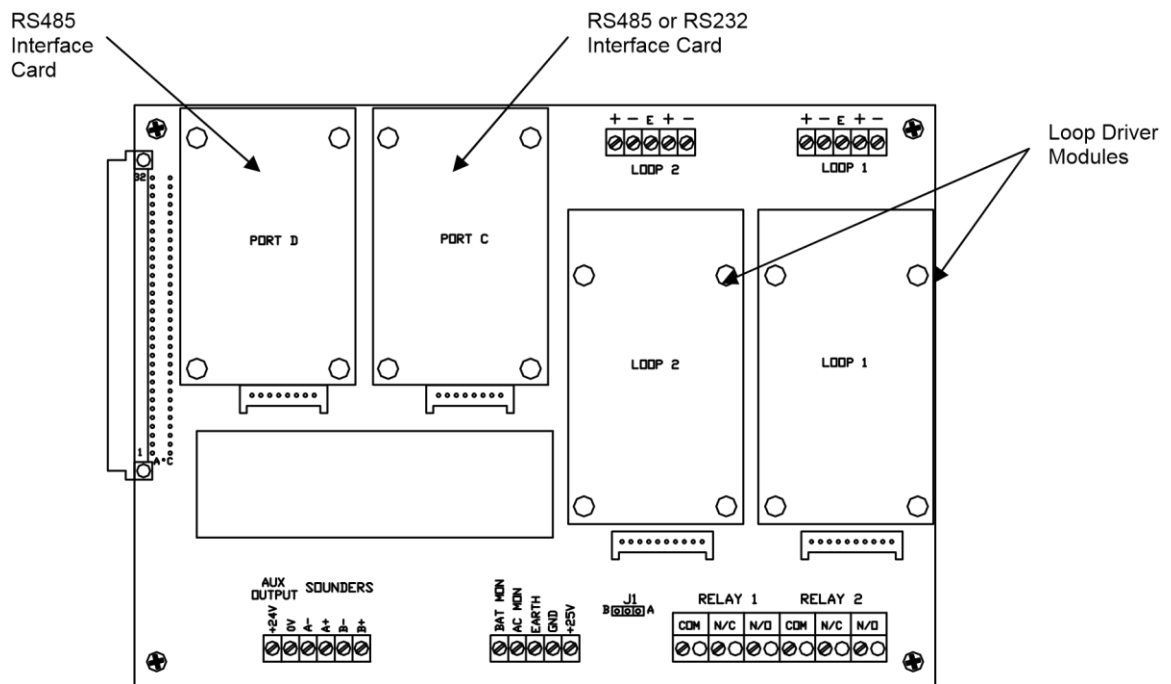 RS485
Interface
Card
RS485 or RS232
Interface Card
Loop Driver
Modules
+ - E + -
LOOP 2
+ - E + -
LOOP 1
32
PORT D
PORT C
LOOP 2
LOOP 1
1
A C
AUX
OUTPUT
SOUNDERS
+24V
0V
A-
A+
B-
B+
BAT MON
AC MON
EARTH
GND
+25V
J1
B A
RELAY 1
RELAY 2
COM N/C N/O COM N/C N/O